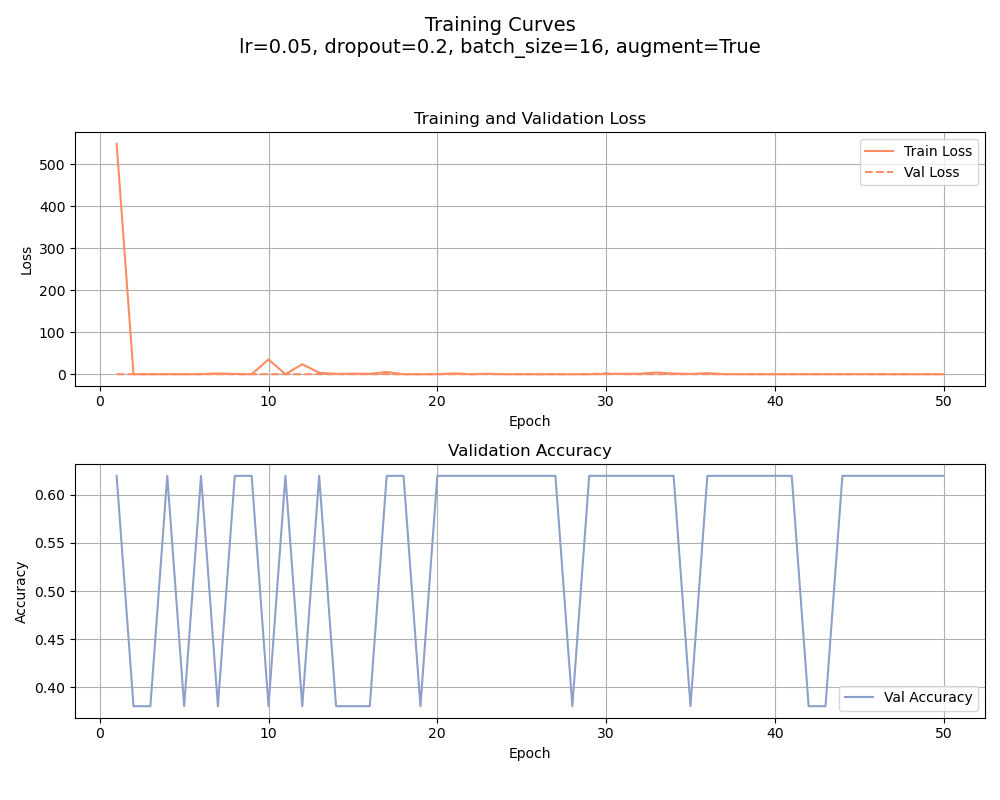 Training Curves
lr=0.05, dropout=0.2, batch_size=16, augment=True
Training and Validation Loss
Train Loss
Val Loss
500
400
300
200
100
0
Loss
0 10 20 30 40 50
Epoch
Validation Accuracy
0.60
0.55
0.50
0.45
0.40
Accuracy
Val Accuracy
0 10 20 30 40 50
Epoch